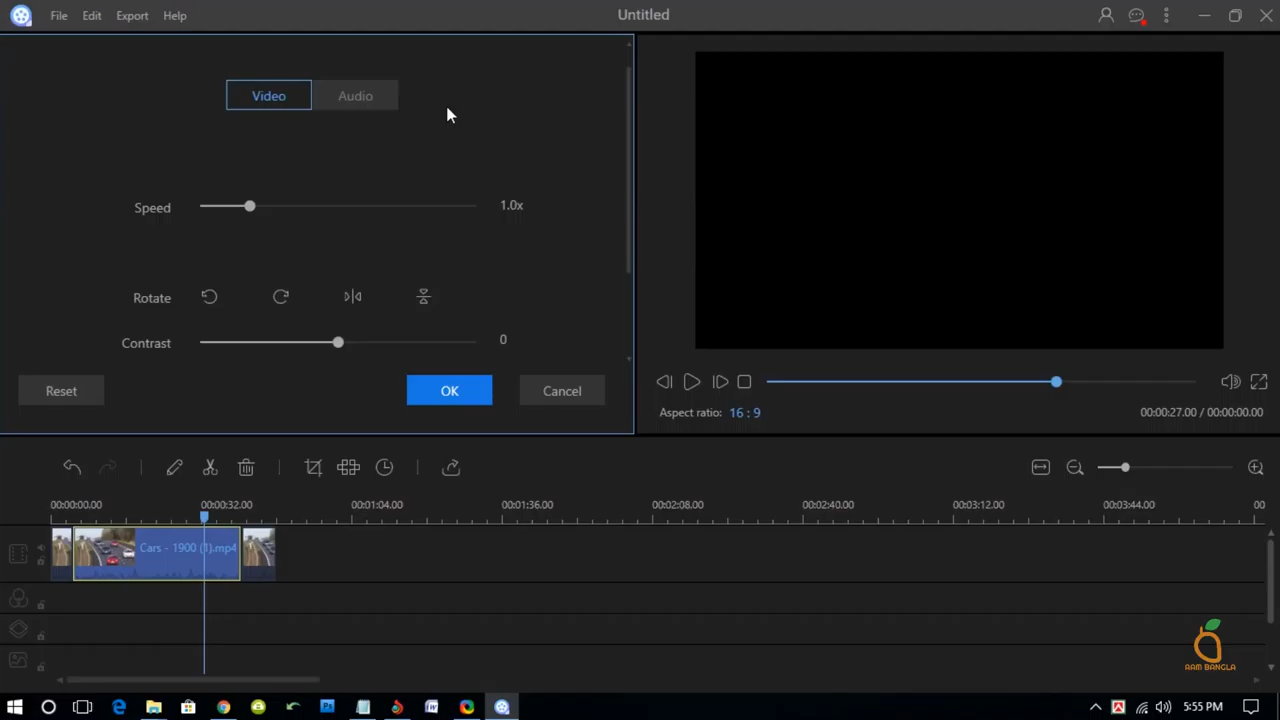 File Edit Export Help Untitled
Video Audio
Speed 1.0x
Rotate
Contrast 0
Reset OK Cancel
Aspect ratio: 16 : 9 00:00:27.00 / 00:00:00.00
00:00:00.00 00:00:32.00 00:01:04.00 00:01:36.00 00:02:08.00 00:02:40.00 00:03:12.00 00:03:44.00 00
Cars - 1900 (1).mp4
AAM BANGLA
5:55 PM